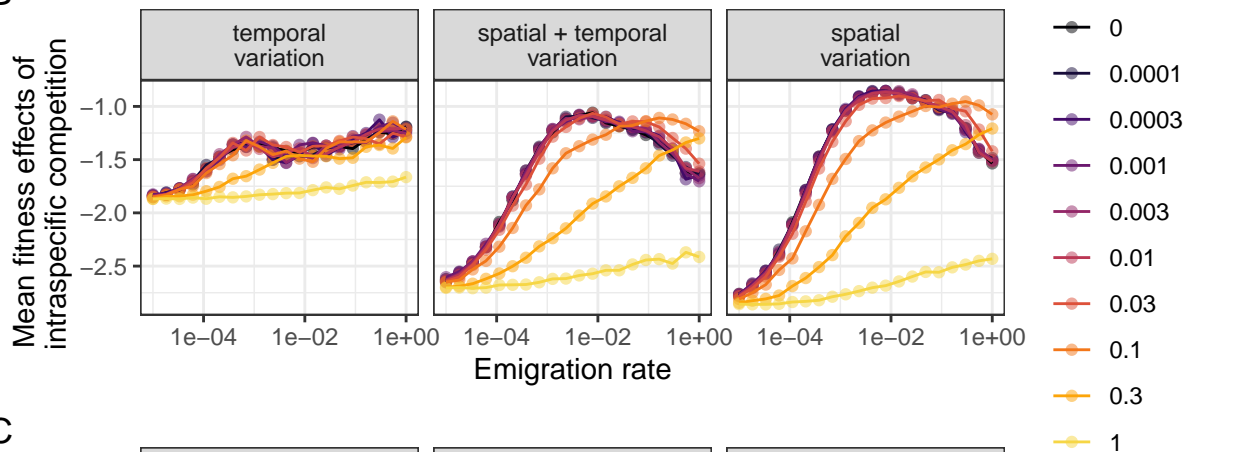 temporal
variation
spatial + temporal
variation
spatial
variation
Mean fitness effects of
intraspecific competition
−1.0
−1.5
−2.0
−2.5
1e−04
1e−02
1e+00
1e−04
1e−02
1e+00
1e−04
1e−02
1e+00
Emigration rate
0
0.0001
0.0003
0.001
0.003
0.01
0.03
0.1
0.3
1
C